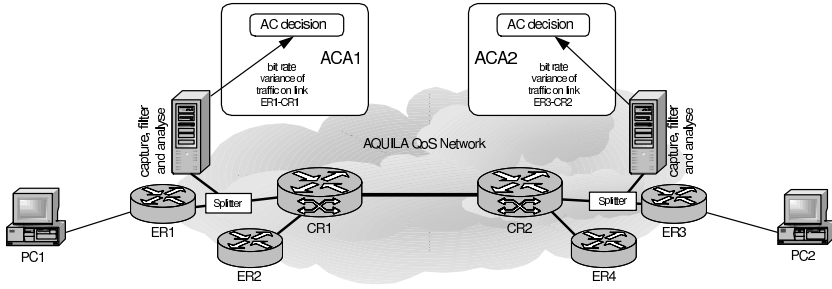 AC decision
ACA1
bit rate
variance of
traffic on link
ER1-CR1
AC decision
ACA2
bit rate
variance of
traffic on link
ER3-CR2
capture, filter
and analyse
AQUILA QoS Network
capture, filter
and analyse
Splitter
Splitter
PC1
ER1
CR1
ER2
CR2
ER4
ER3
PC2